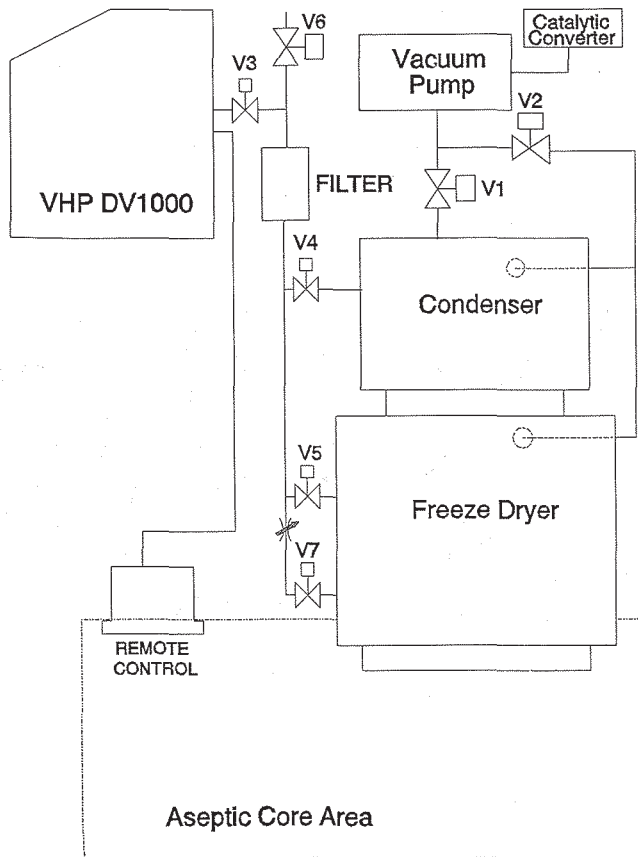 V6
Catalytic
Converter
V3
Vacuum
Pump
V2
VHP DV1000
FILTER
V1
V4
Condenser
V5
Freeze Dryer
V7
REMOTE
CONTROL
Aseptic Core Area